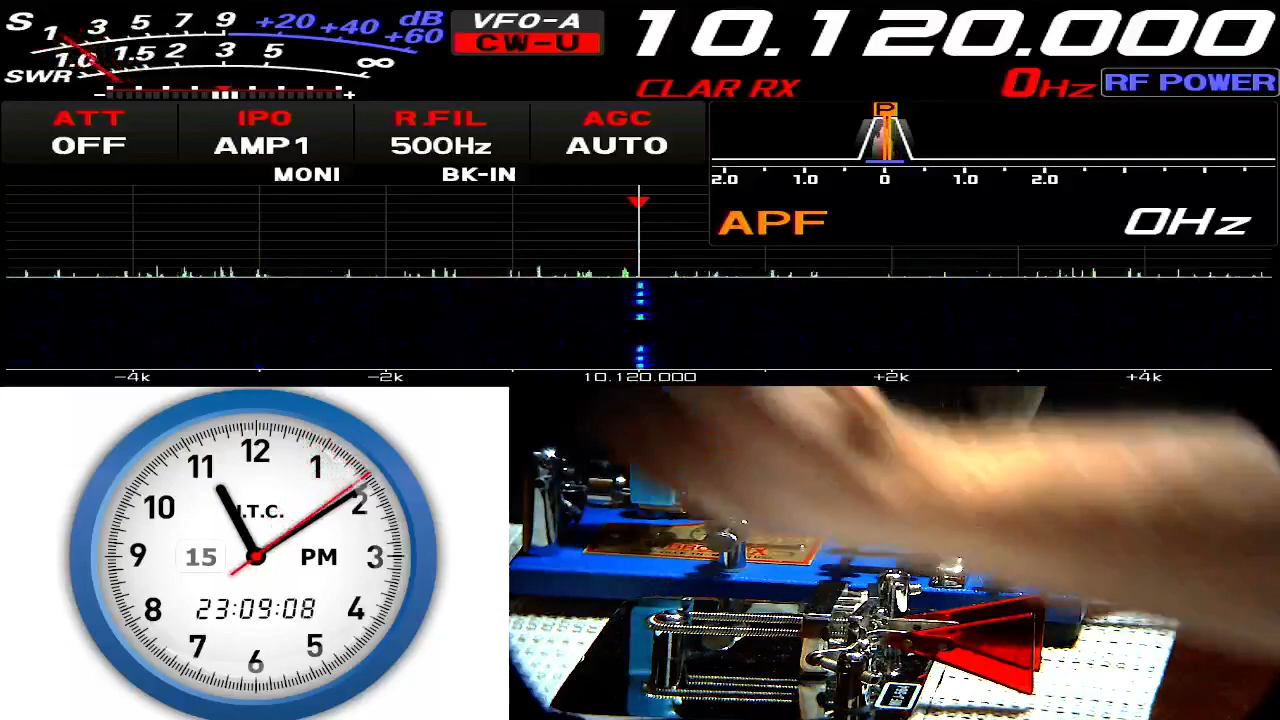 S 1 3 5 7 9 +20 +40 +60 dB
SWR 1.0 1.5 2 3 5 ∞
− +
VFO-A
CW-U
10.120.000
CLAR RX 0Hz RF POWER
ATT IPO R.FIL AGC
OFF AMP1 500Hz AUTO
MONI BK-IN
P
2.0 1.0 0 1.0 2.0
APF 0Hz
-4k -2k 10.120.000 +2k +4k
12 1 2 3 4 5 6 7 8 9 10 11
.T.C.
15 PM
23:09:08